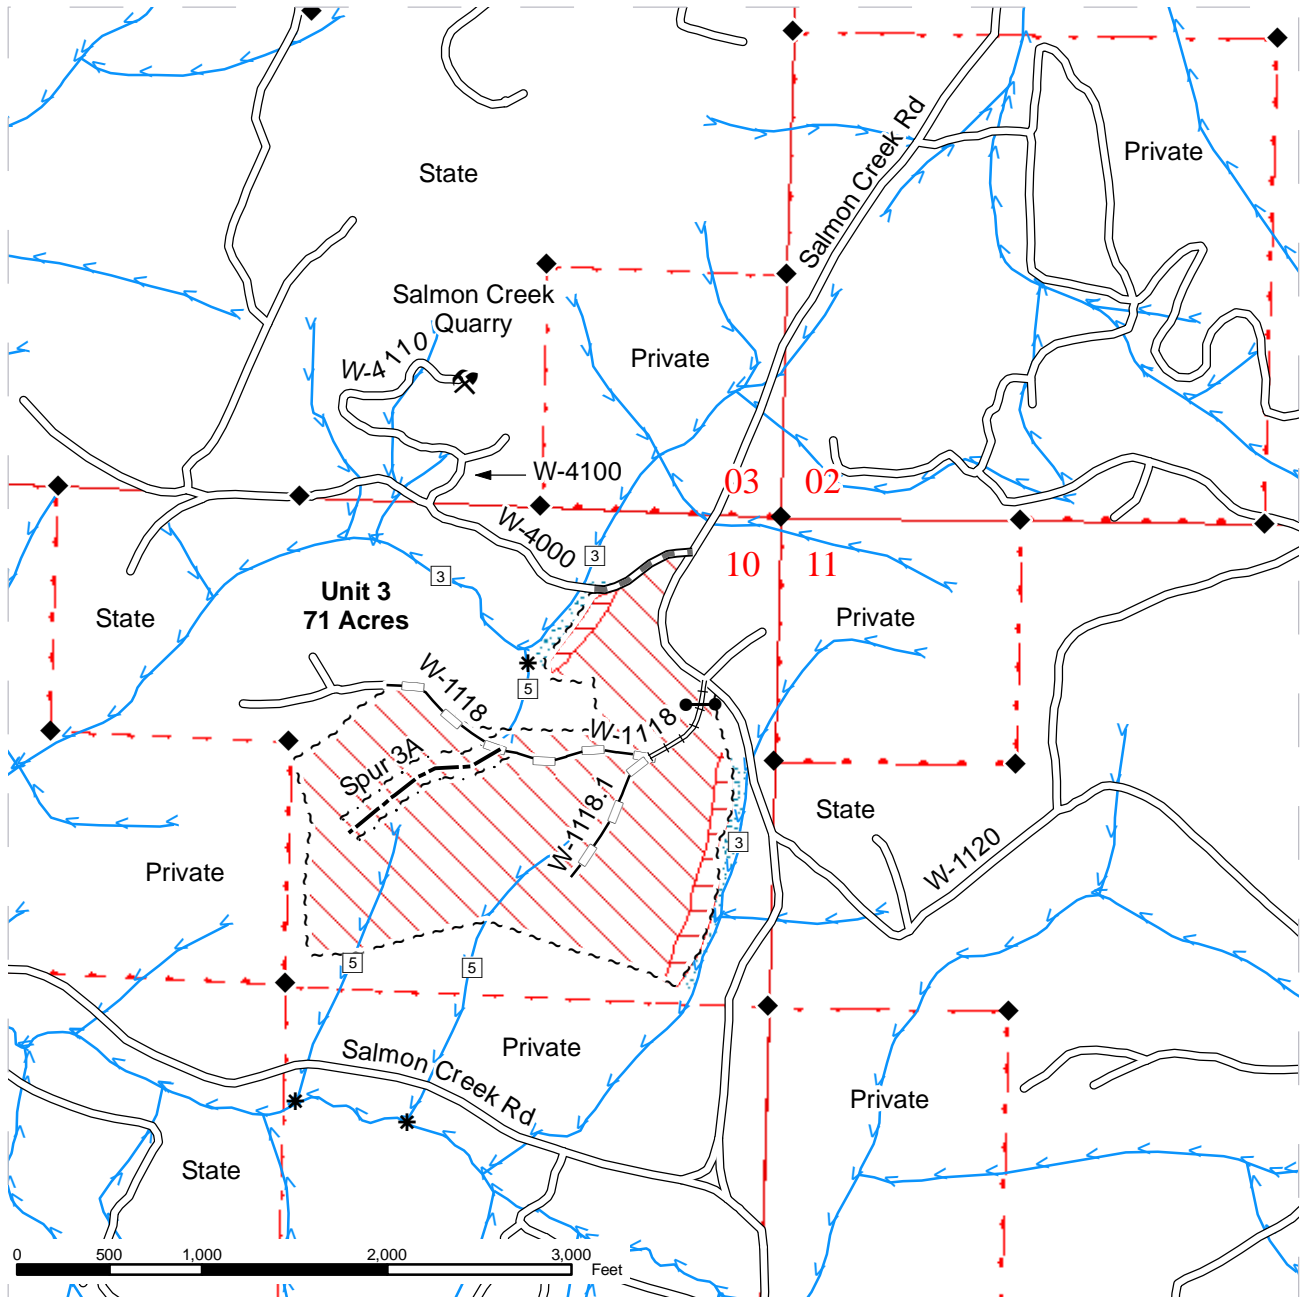 Salmon Creek Rd
Private
State
Salmon Creek
Quarry
W-4110
Private
W-4100
03
02
W-4000
3
10
11
3
Unit 3
71 Acres
State
Private
W-1118
5
W-1118
Spur 3A
W-1118.1
State
3
W-1120
Private
5
5
Salmon Creek Rd
Private
Private
State
0
500
1,000
2,000
3,000
Feet